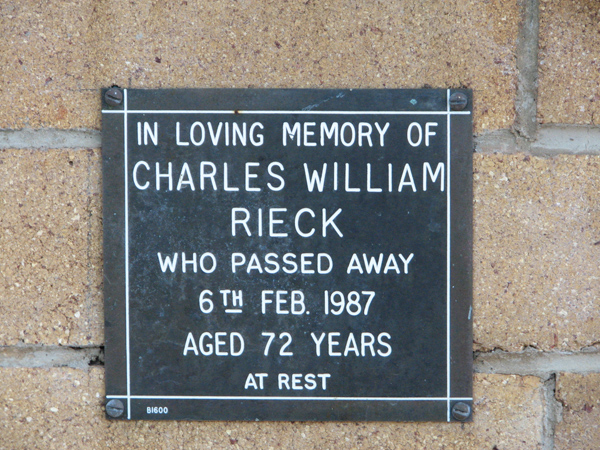 IN LOVING MEMORY OF
CHARLES WILLIAM
RIECK
WHO PASSED AWAY
6TH FEB. 1987
AGED 72 YEARS
AT REST
B1600